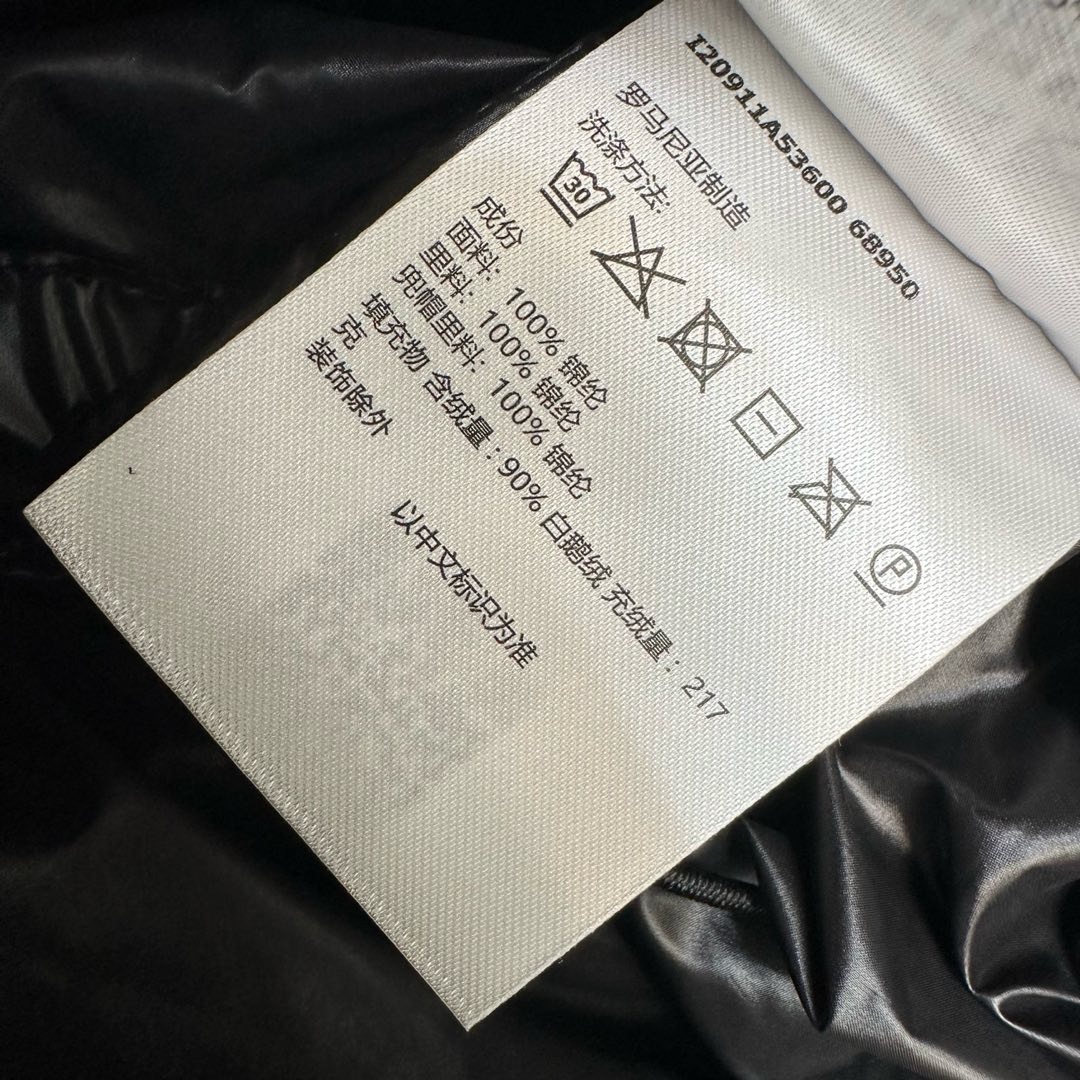 I20911A53600 68950
罗马尼亚制造
洗涤方法:
30
P
成份
面料: 100% 锦纶
里料: 100% 锦纶
兜帽里料: 100% 锦纶
填充物 含绒量:90% 白鹅绒 充绒量:217
克
装饰除外
以中文标识为准